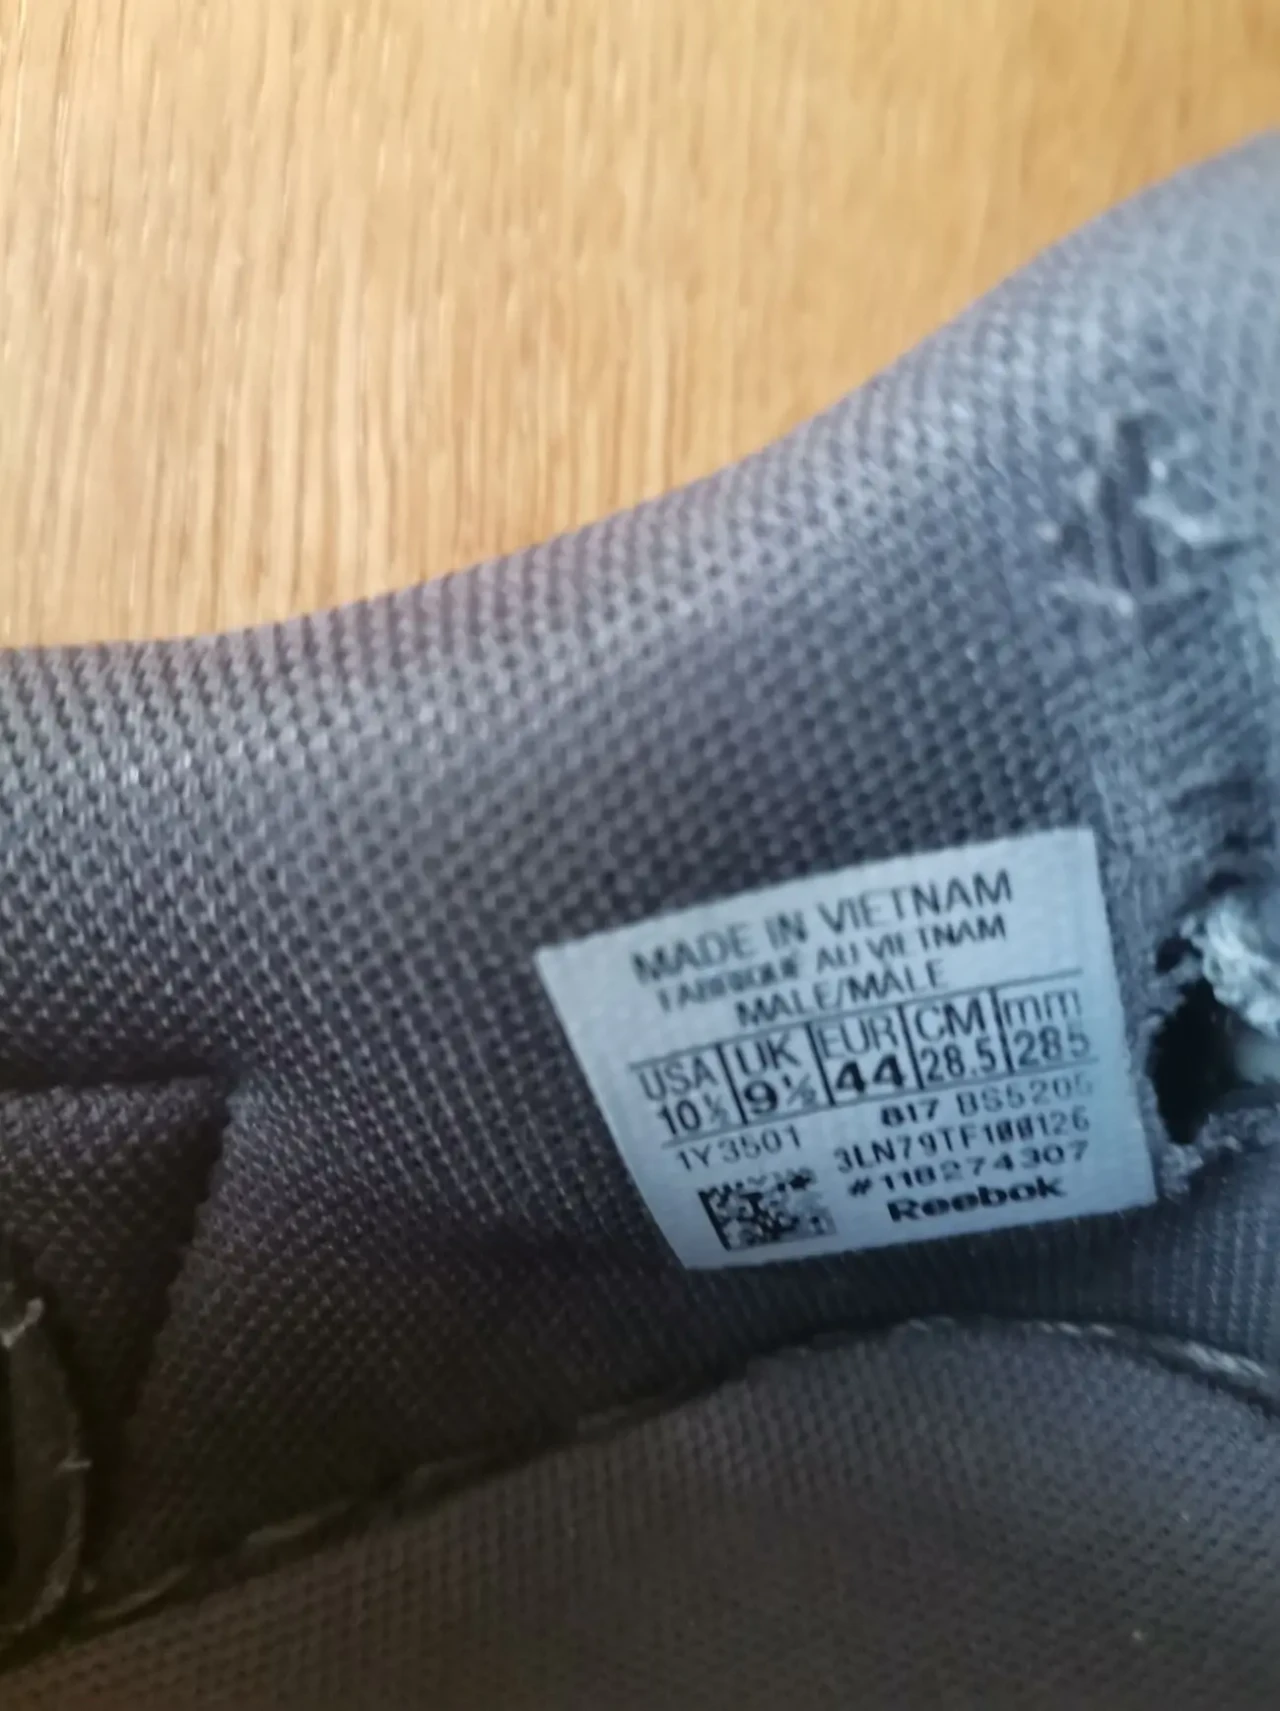 MADE IN VIETNAM
FABRIQUÉ AU VIETNAM
MALE/MÂLE
USA UK EUR CM mm
10½ 9½ 44 28.5 285
817 BS5205
1Y3501 3LN79TF100126
#118274307
Reebok